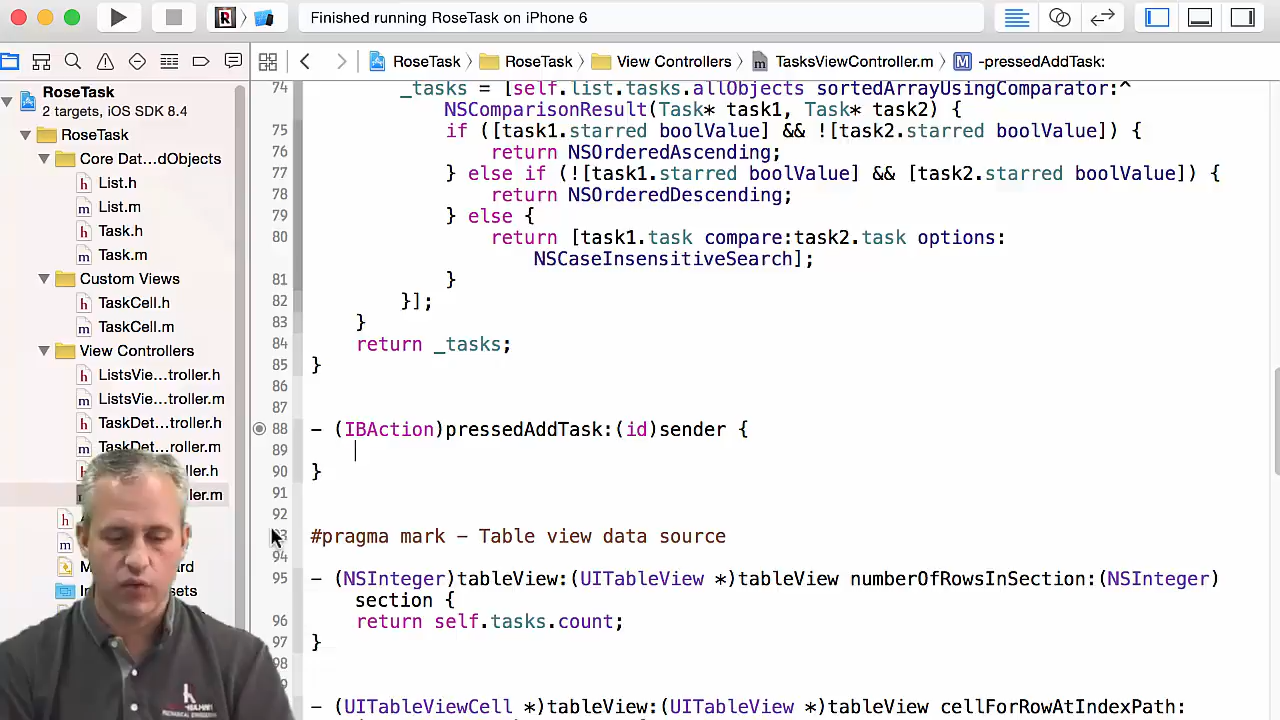 Finished running RoseTask on iPhone 6
RoseTask RoseTask View Controllers TasksViewController.m M -pressedAddTask:
RoseTask
2 targets, iOS SDK 8.4
RoseTask
Core Dat...dObjects
h List.h
m List.m
h Task.h
m Task.m
Custom Views
h TaskCell.h
m TaskCell.m
View Controllers
h ListsVie...troller.h
m ListsVie...troller.m
h TaskDet...troller.h
m TaskDet...troller.m
ller.h
ller.m
h
m
74 _tasks = [self.list.tasks.allObjects sortedArrayUsingComparator:^
NSComparisonResult(Task* task1, Task* task2) {
75 if ([task1.starred boolValue] && ![task2.starred boolValue]) {
76 return NSOrderedAscending;
77 } else if (![task1.starred boolValue] && [task2.starred boolValue]) {
78 return NSOrderedDescending;
79 } else {
80 return [task1.task compare:task2.task options:
NSCaseInsensitiveSearch];
81 }
82 }];
83 }
84 return _tasks;
85 }
86
87
88 - (IBAction)pressedAddTask:(id)sender {
89
90 }
91
92
#pragma mark - Table view data source
94
95 - (NSInteger)tableView:(UITableView *)tableView numberOfRowsInSection:(NSInteger)
section {
96 return self.tasks.count;
97 }
98
- (UITableViewCell *)tableView:(UITableView *)tableView cellForRowAtIndexPath: